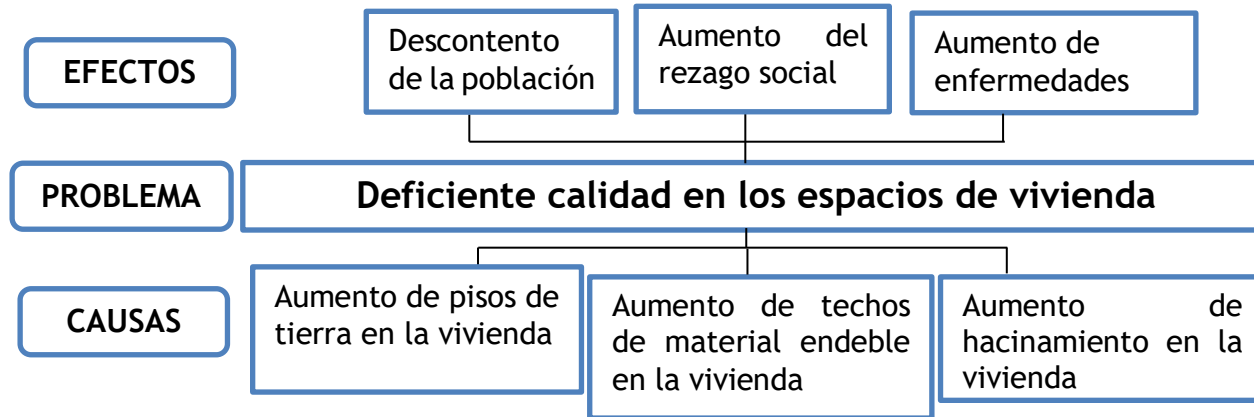 EFECTOS
Descontento
de la población
Aumento del
rezago social
Aumento de
enfermedades
PROBLEMA
Deficiente calidad en los espacios de vivienda
CAUSAS
Aumento de pisos de
tierra en la vivienda
Aumento de techos
de material endeble
en la vivienda
Aumento de
hacinamiento en la
vivienda